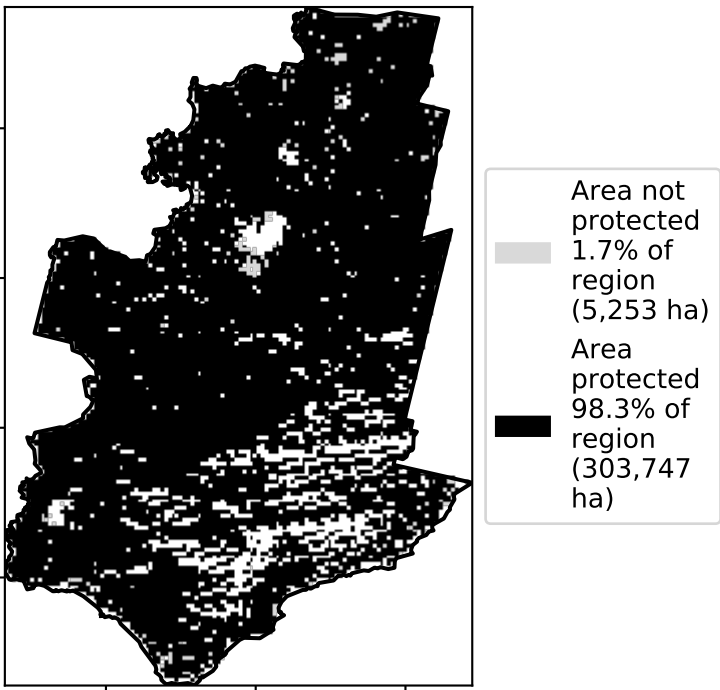 Area not
protected
1.7% of
region
(5,253 ha)
Area
protected
98.3% of
region
(303,747
ha)